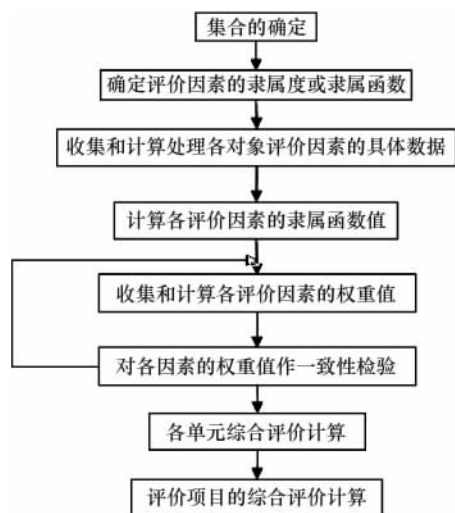 集合的确定
确定评价因素的隶属度或隶属函数
收集和计算处理各对象评价因素的具体数据
计算各评价因素的隶属函数值
收集和计算各评价因素的权重值
对各因素的权重值作一致性检验
各单元综合评价计算
评价项目的综合评价计算